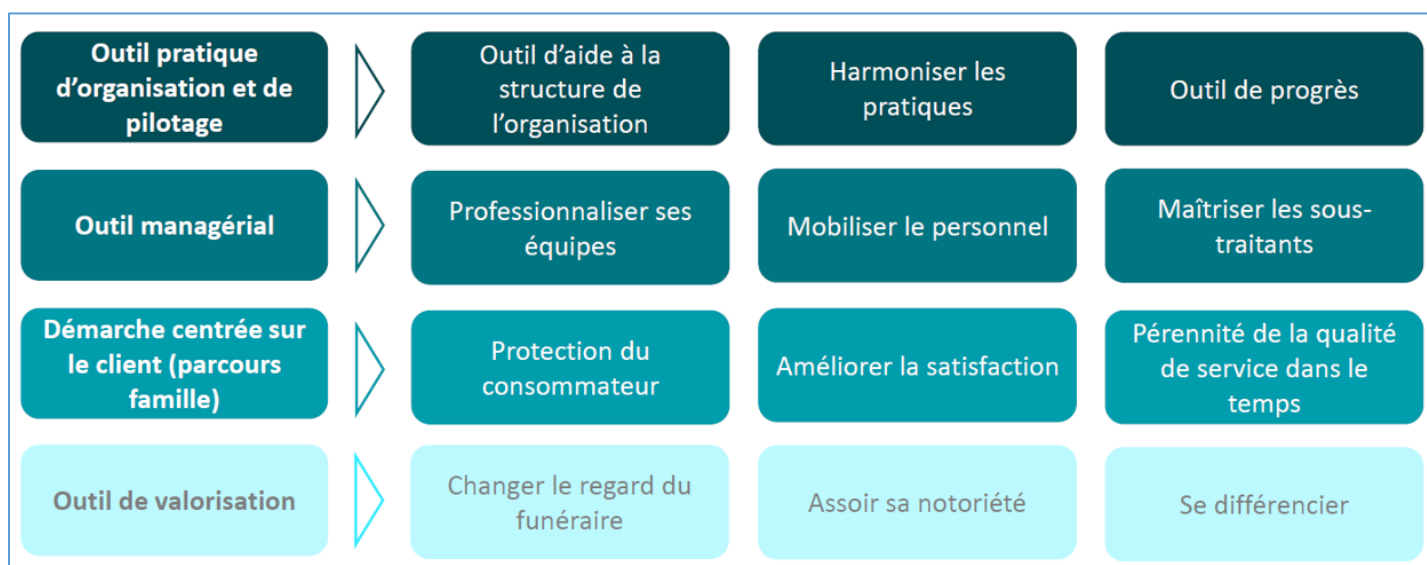 Outil pratique
d'organisation et de
pilotage
Outil d'aide à la
structure de
l'organisation
Harmoniser les
pratiques
Outil de progrès
Outil managérial
Professionnaliser ses
équipes
Mobiliser le personnel
Maîtriser les sous-
traitants
Démarche centrée sur
le client (parcours
famille)
Protection du
consommateur
Améliorer la satisfaction
Pérennité de la qualité
de service dans le
temps
Outil de valorisation
Changer le regard du
funéraire
Assoir sa notoriété
Se différencier